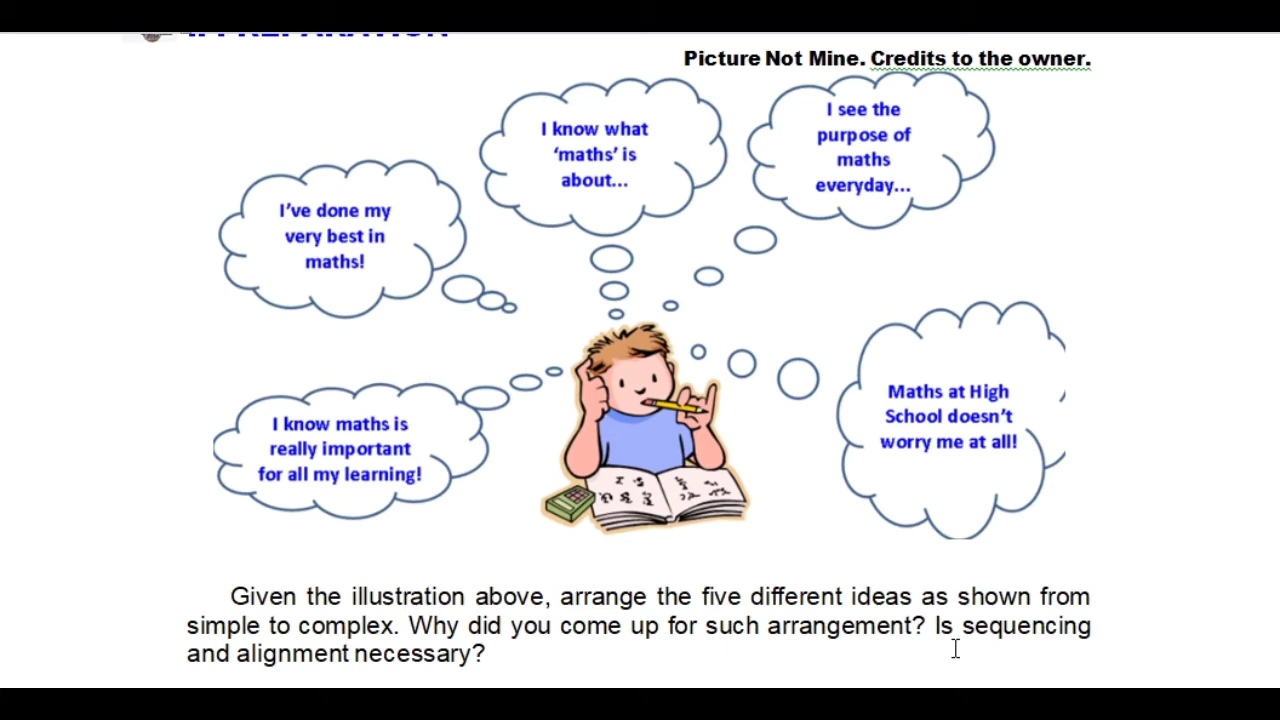 Picture Not Mine. Credits to the owner.
I know what
‘maths’ is
about...
I see the
purpose of
maths
everyday...
I’ve done my
very best in
maths!
Maths at High
School doesn’t
worry me at all!
I know maths is
really important
for all my learning!
Given the illustration above, arrange the five different ideas as shown from
simple to complex. Why did you come up for such arrangement? Is sequencing
and alignment necessary?